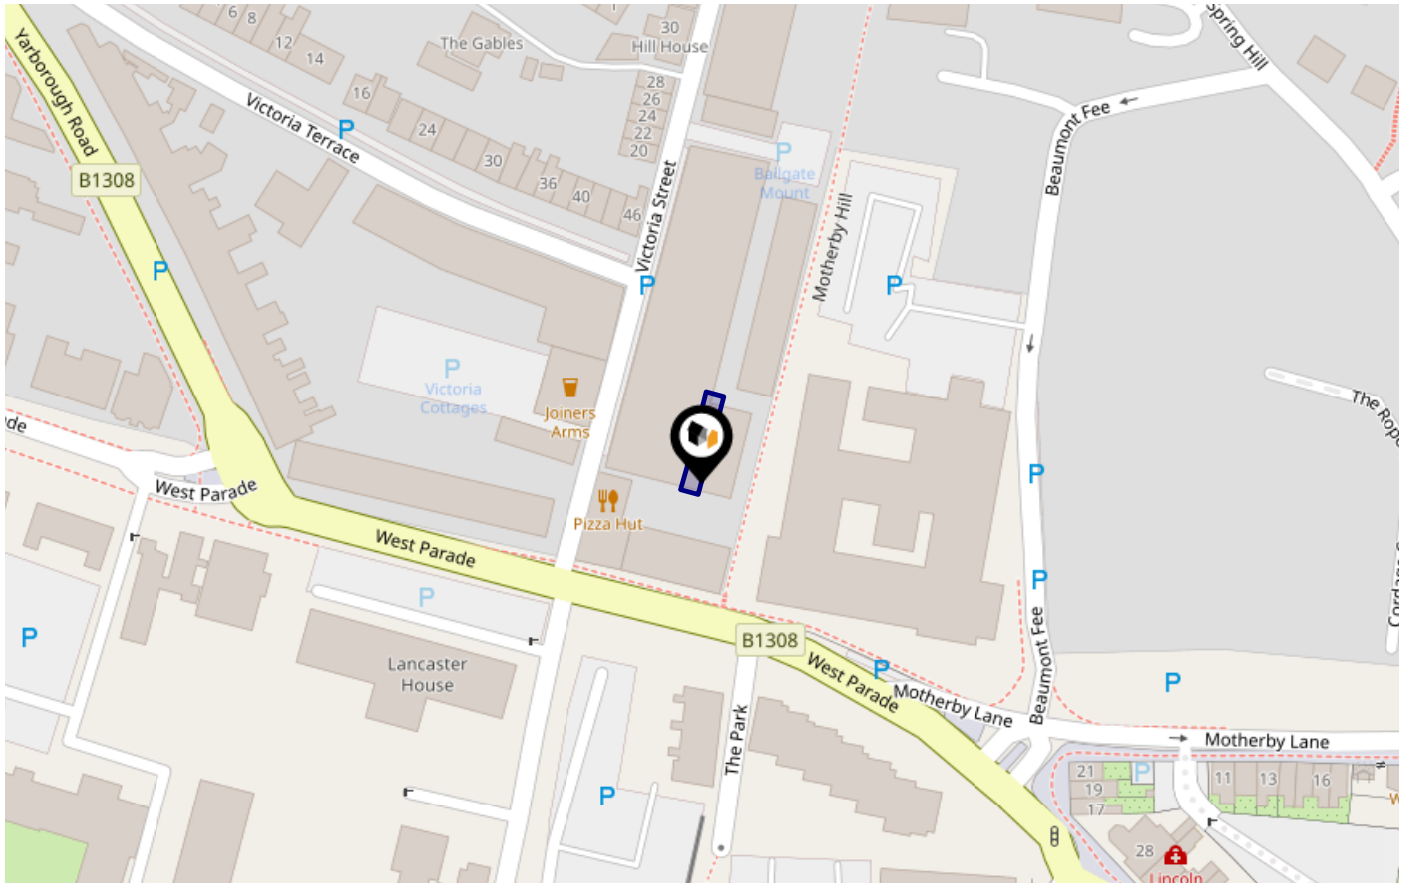 6
8
12
14
16
The Gables
1
30
Hill House
28
26
24
22
20
Spring Hill
Yarborough Road
B1308
Victoria Terrace
P
24
30
36
40
46
Victoria Street
P
Bailgate
Mount
Motherby Hill
Beaumont Fee
P
P
P
P
Victoria
Cottages
Joiners
Arms
The Rope
West Parade
P
Pizza Hut
West Parade
P
P
P
Lancaster
House
B1308
P
West Parade
Motherby Lane
Beaumont Fee
P
The Park
P
Motherby Lane
21
19
17
P
11
13
16
28
Lincoln